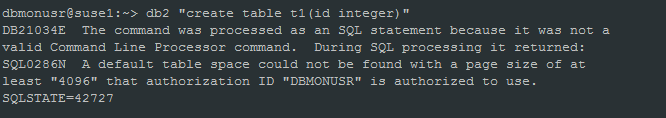 dbmonusr@suse1:~> db2 "create table t1(id integer)"
DB21034E  The command was processed as an SQL statement because it was not a
valid Command Line Processor command.  During SQL processing it returned:
SQL0286N  A default table space could not be found with a page size of at
least "4096" that authorization ID "DBMONUSR" is authorized to use.
SQLSTATE=42727